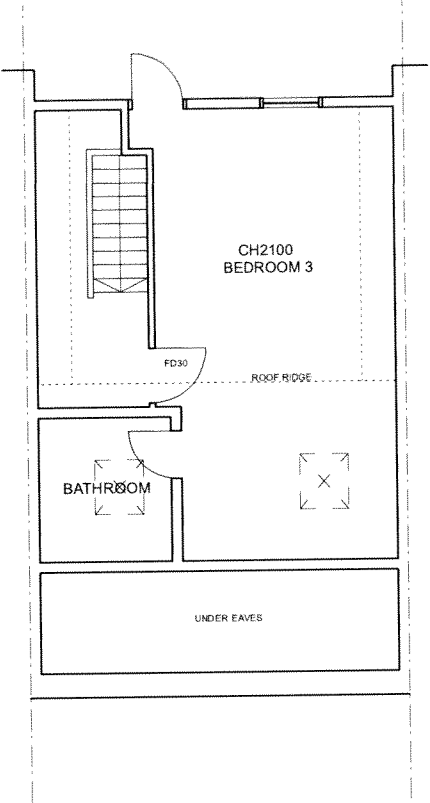 CH2100
BEDROOM 3
FD30
ROOF RIDGE
BATHROOM
UNDER EAVES